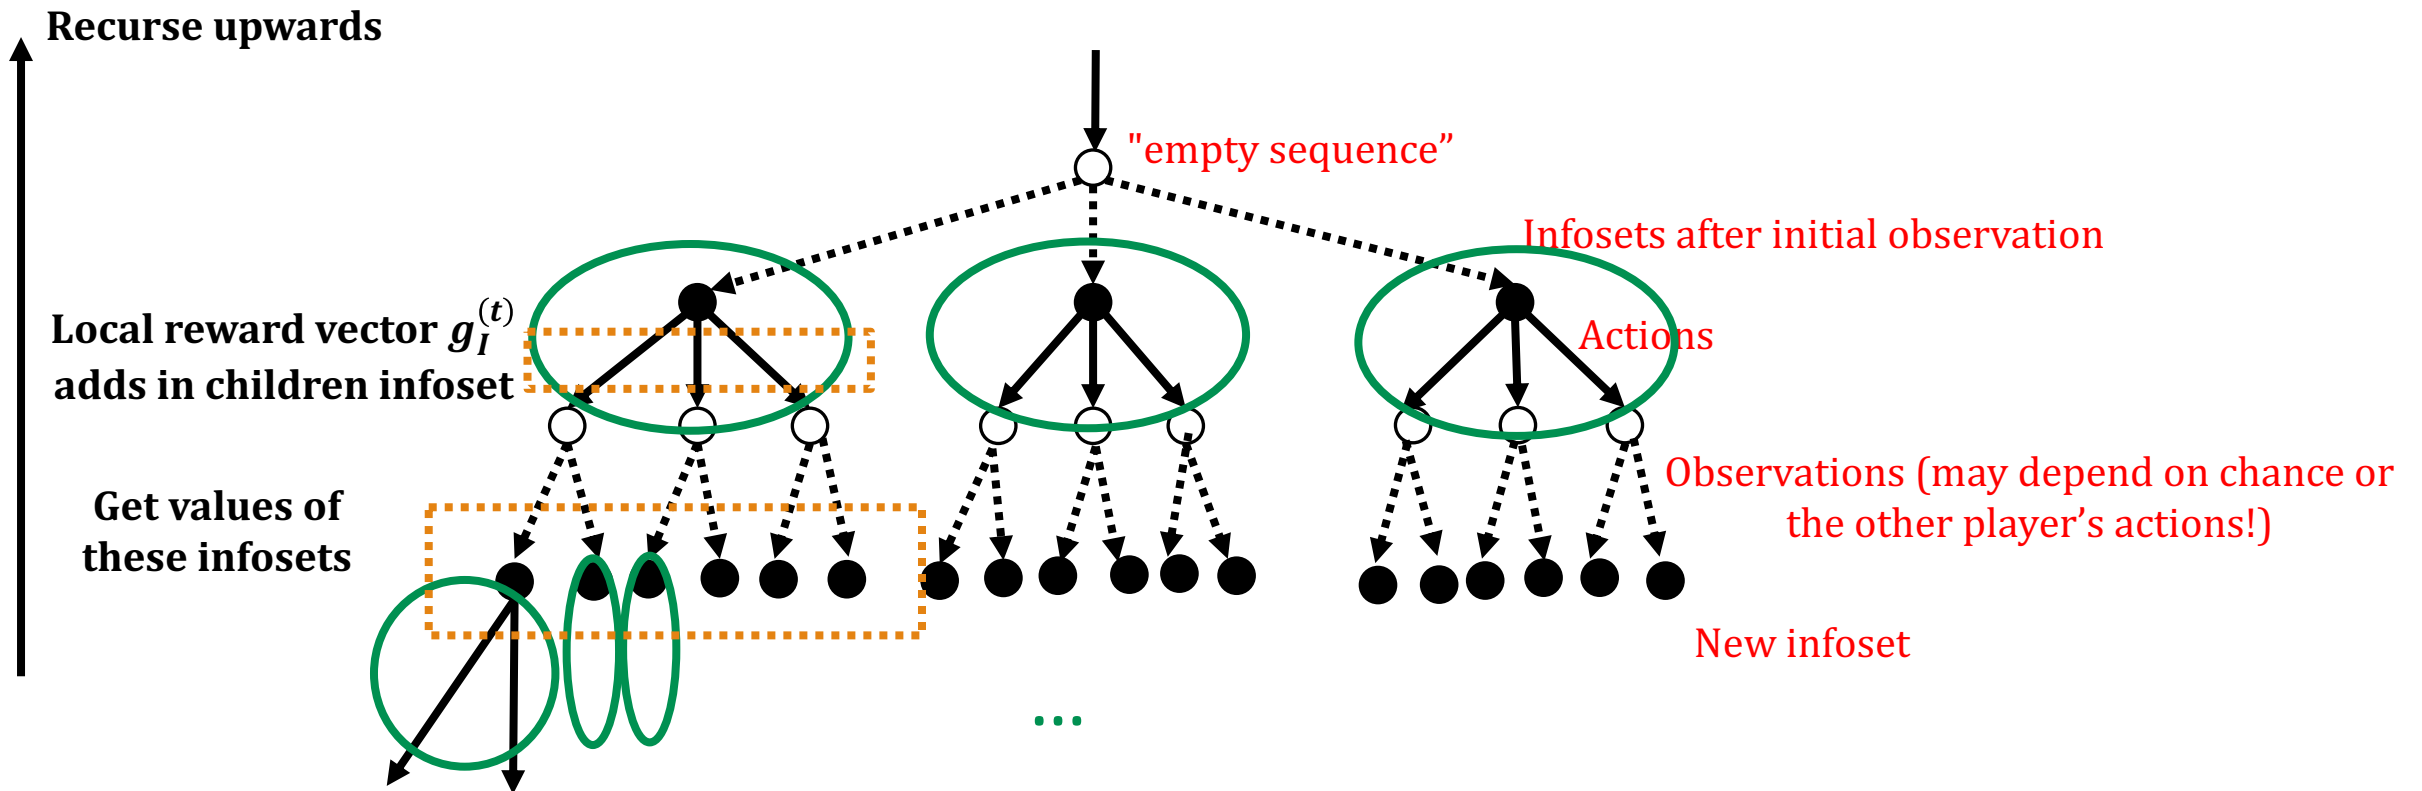 Recurse upwards
"empty sequence”
Infosets after initial observation
Local reward vector g_I^(t)
adds in children infoset
Actions
Observations (may depend on chance or
the other player’s actions!)
Get values of
these infosets
New infoset
...